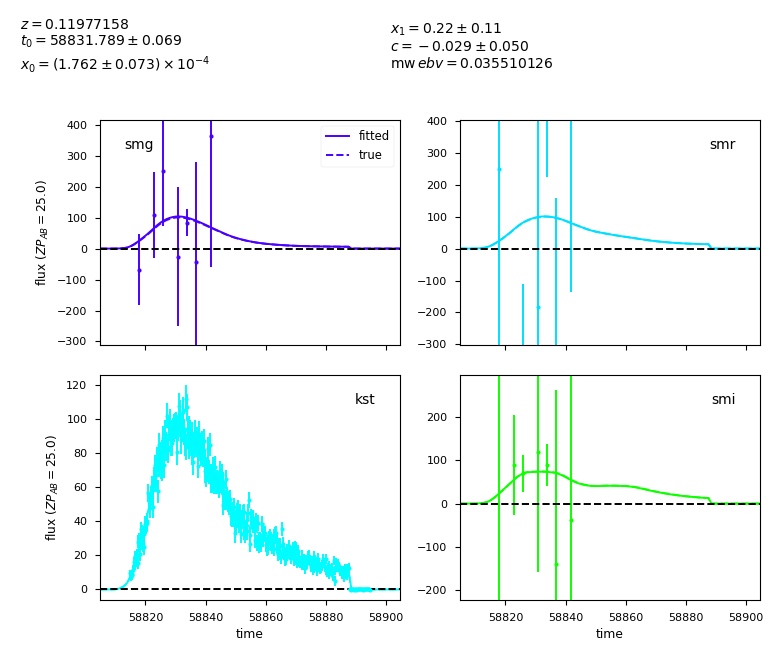 z = 0.11977158
t₀ = 58831.789 ± 0.069
x₀ = (1.762 ± 0.073) × 10⁻⁴
x₁ = 0.22 ± 0.11
c = −0.029 ± 0.050
mw ebv = 0.035510126
400
300
200
100
0
−100
−200
−300
flux (ZP_AB = 25.0)
smg
fitted
true
400
300
200
100
0
−100
−200
−300
smr
120
100
80
60
40
20
0
flux (ZP_AB = 25.0)
kst
58820 58840 58860 58880 58900
time
200
100
0
−100
−200
smi
58820 58840 58860 58880 58900
time